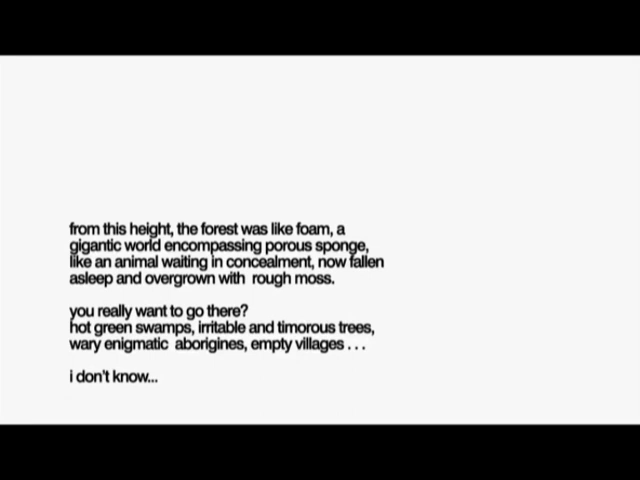 from this height, the forest was like foam, a
gigantic world encompassing porous sponge,
like an animal waiting in concealment, now fallen
asleep and overgrown with rough moss.
you really want to go there?
hot green swamps, irritable and timorous trees,
wary enigmatic aborigines, empty villages . . .
i don't know...